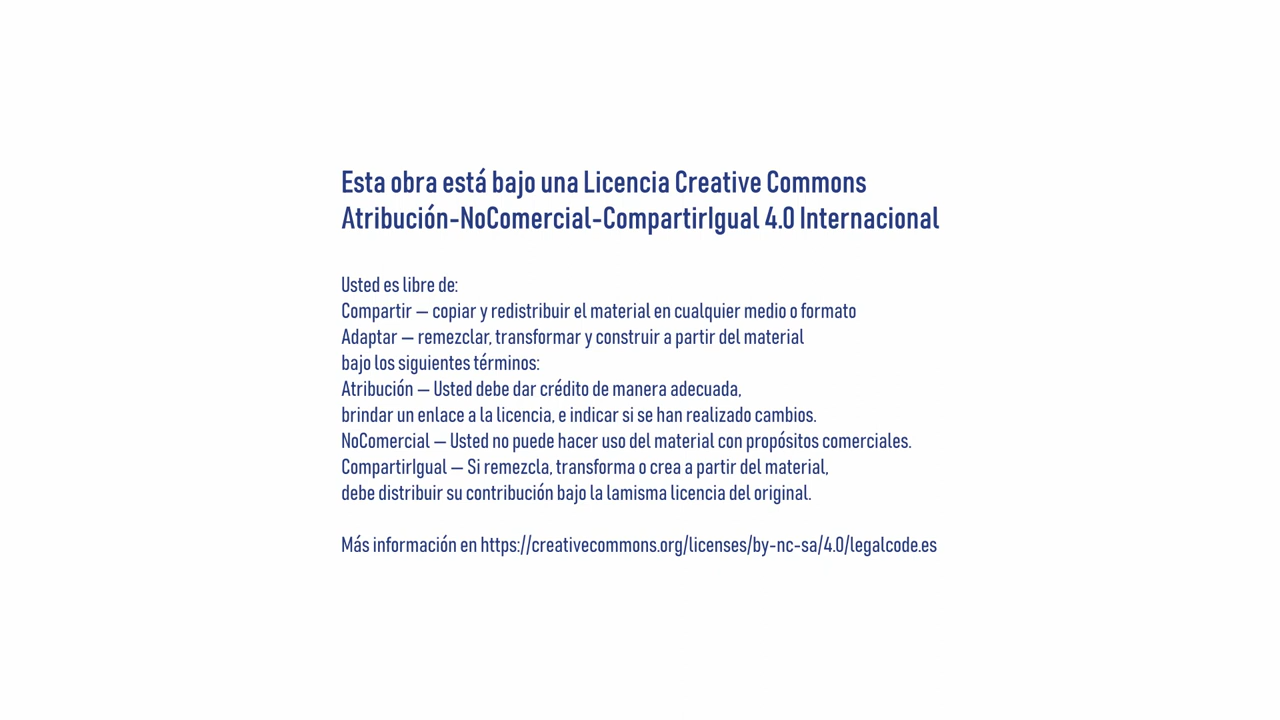 Esta obra está bajo una Licencia Creative Commons
Atribución-NoComercial-CompartirIgual 4.0 Internacional
Usted es libre de:
Compartir — copiar y redistribuir el material en cualquier medio o formato
Adaptar — remezclar, transformar y construir a partir del material
bajo los siguientes términos:
Atribución — Usted debe dar crédito de manera adecuada,
brindar un enlace a la licencia, e indicar si se han realizado cambios.
NoComercial — Usted no puede hacer uso del material con propósitos comerciales.
CompartirIgual — Si remezcla, transforma o crea a partir del material,
debe distribuir su contribución bajo la lamisma licencia del original.
Más información en https://creativecommons.org/licenses/by-nc-sa/4.0/legalcode.es